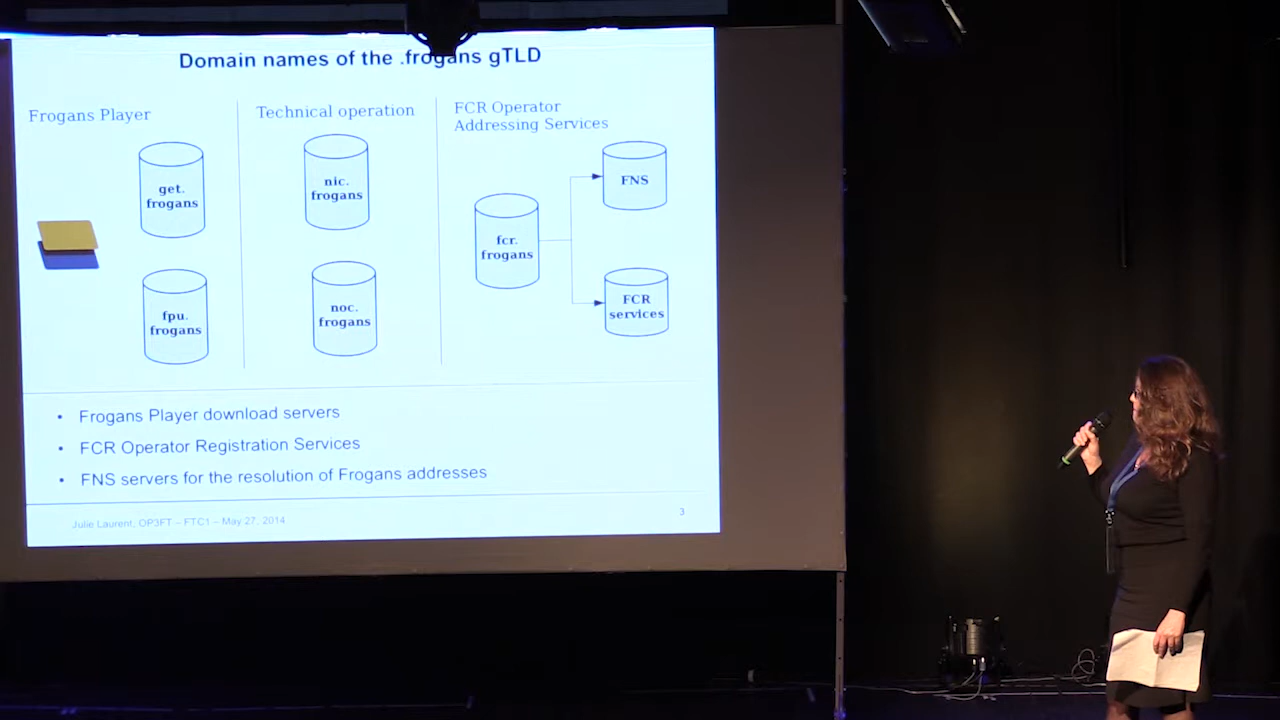 Domain names of the .frogans gTLD
Frogans Player
get.
frogans
fpu.
frogans
Technical operation
nic.
frogans
noc.
frogans
FCR Operator
Addressing Services
fcr.
frogans
FNS
FCR
services
• Frogans Player download servers
• FCR Operator Registration Services
• FNS servers for the resolution of Frogans addresses
Julie Laurent, OP3FT – FTC1 – May 27, 2014
3